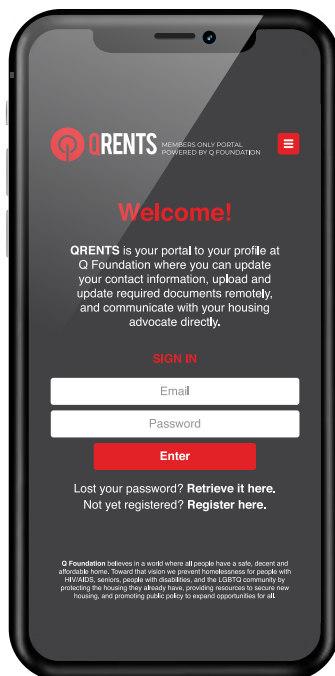 QRENTS MEMBERS ONLY PORTAL
POWERED BY Q FOUNDATION
Welcome!
QRENTS is your portal to your profile at
Q Foundation where you can update
your contact information, upload and
update required documents remotely,
and communicate with your housing
advocate directly.
SIGN IN
Email
Password
Enter
Lost your password? Retrieve it here.
Not yet registered? Register here.
Q Foundation believes in a world where all people have a safe, decent and
affordable home. Toward that vision we prevent homelessness for people with
HIV/AIDS, seniors, people with disabilities, and the LGBTQ community by
protecting the housing they already have, providing resources to secure new
housing, and promoting public policy to expand opportunities for all.